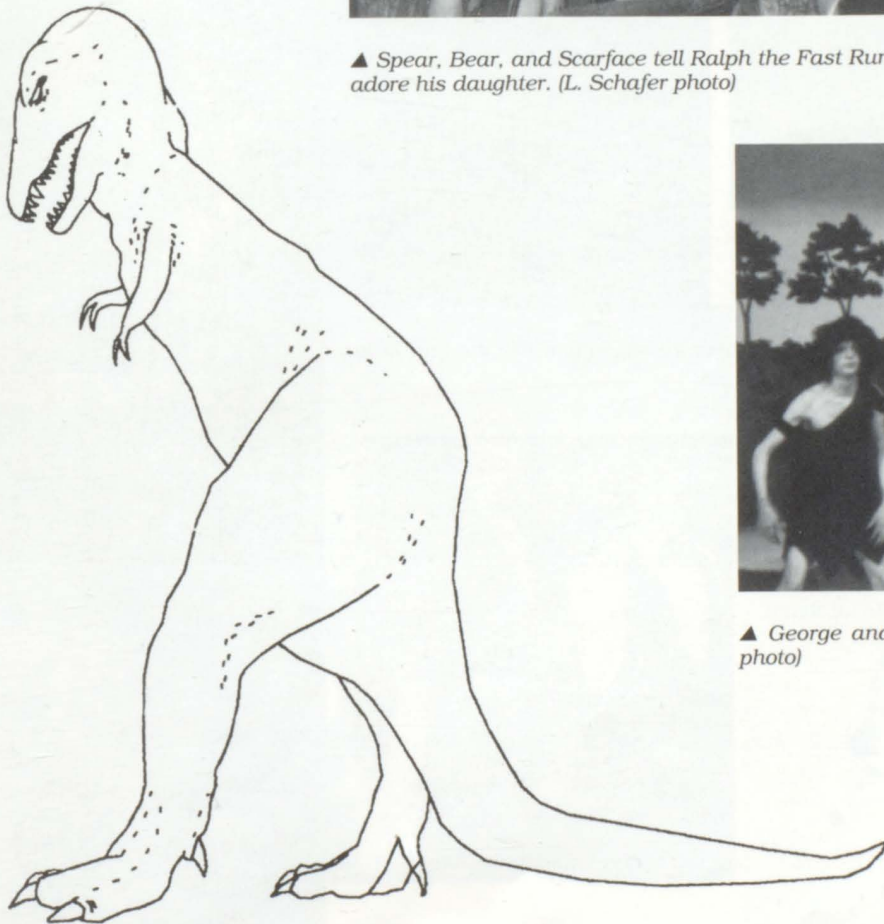 ▲ Spear, Bear, and Scarface tell Ralph the Fast Run
adore his daughter. (L. Schafer photo)
▲ George and
photo)